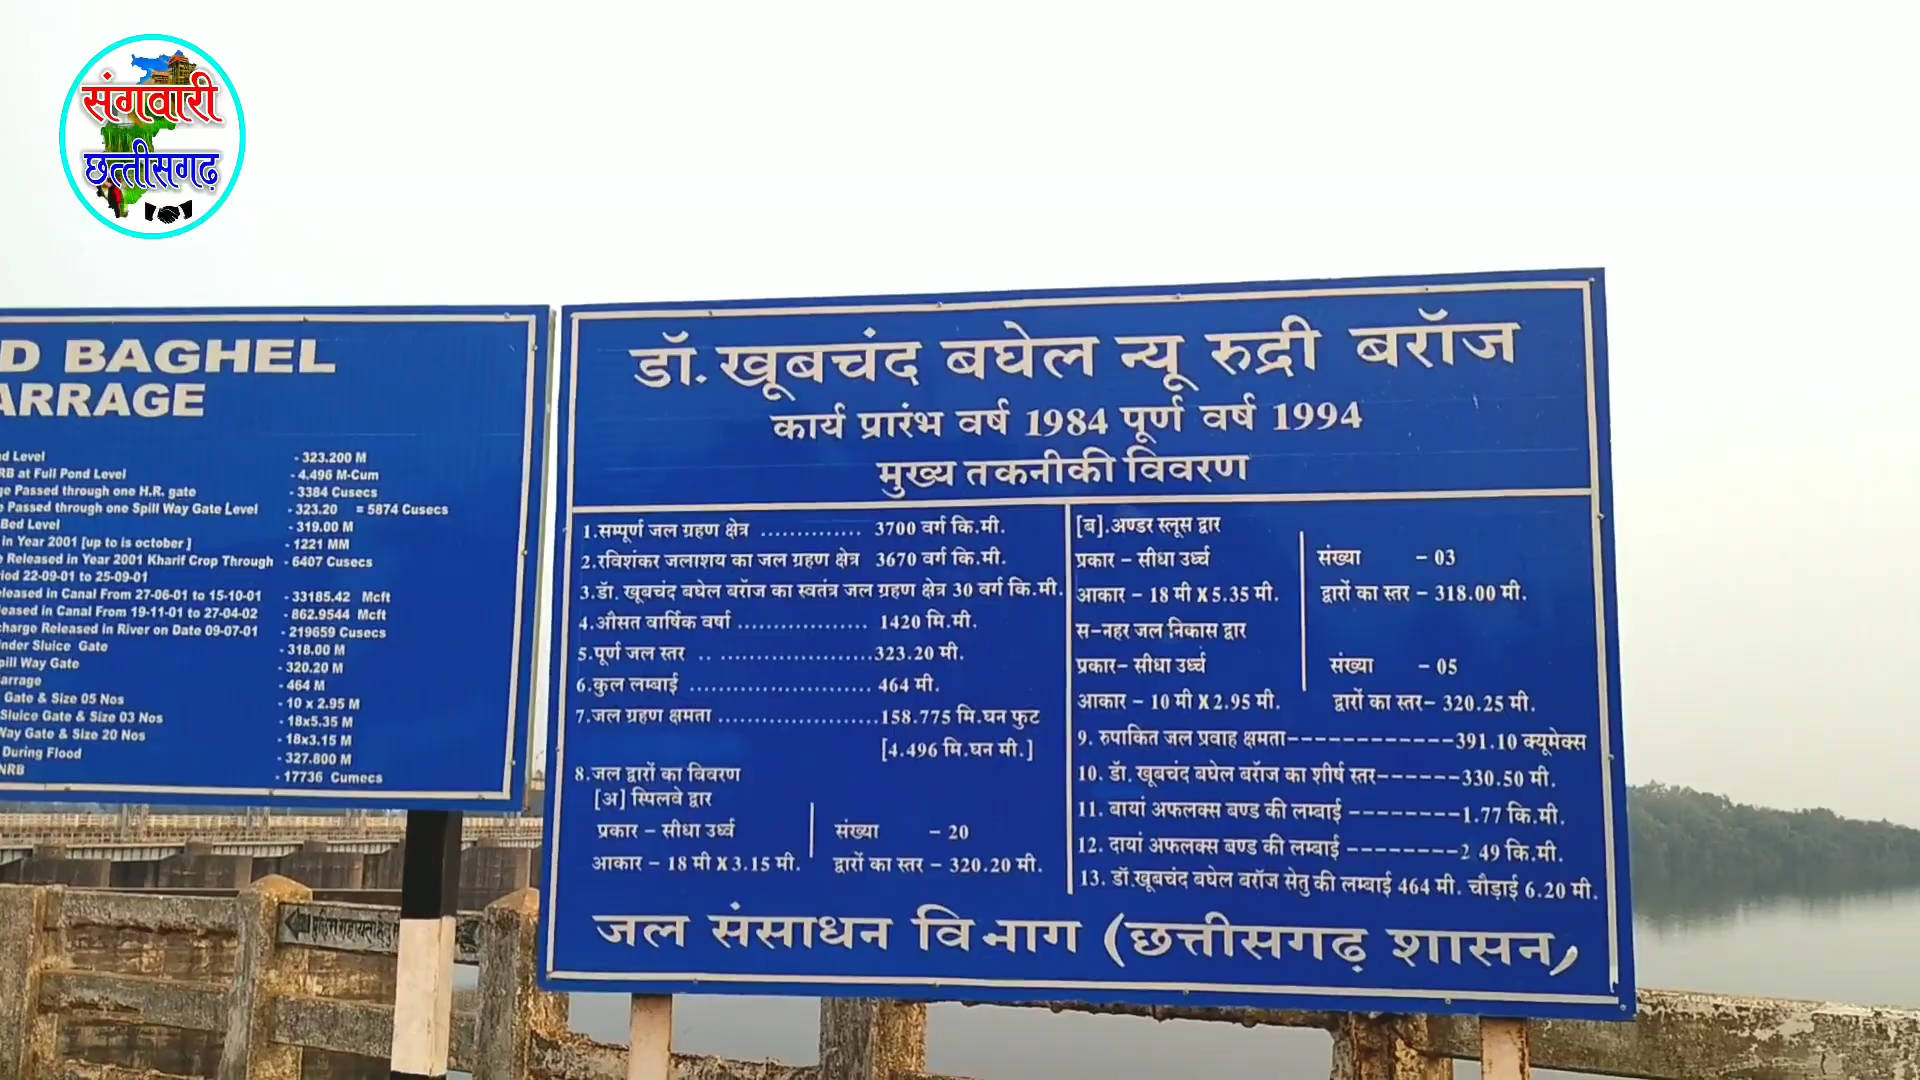 संगवारी
छत्तीसगढ़
D BAGHEL
ARRAGE
d Level - 323.200 M
RB at Full Pond Level - 4.496 M-Cum
ge Passed through one H.R. gate - 3384 Cusecs
e Passed through one Spill Way Gate Level - 323.20 = 5874 Cusecs
Bed Level - 319.00 M
in Year 2001 [up to is october ] - 1221 MM
e Released in Year 2001 Kharif Crop Through - 6407 Cusecs
iod 22-09-01 to 25-09-01
eleased in Canal From 27-06-01 to 15-10-01 - 33185.42 Mcft
eased in Canal From 19-11-01 to 27-04-02 - 862.9544 Mcft
charge Released in River on Date 09-07-01 - 219659 Cusecs
nder Sluice Gate - 318.00 M
pill Way Gate - 320.20 M
arrage - 464 M
Gate & Size 05 Nos - 10 x 2.95 M
Sluice Gate & Size 03 Nos - 18x5.35 M
Way Gate & Size 20 Nos - 18x3.15 M
During Flood - 327.800 M
NRB - 17736 Cumecs
डॉ. खूबचंद बघेल न्यू रुद्री बरॉज
कार्य प्रारंभ वर्ष 1984 पूर्ण वर्ष 1994
मुख्य तकनीकी विवरण
1.सम्पूर्ण जल ग्रहण क्षेत्र .............. 3700 वर्ग कि.मी.
2.रविशंकर जलाशय का जल ग्रहण क्षेत्र 3670 वर्ग कि.मी.
3.डॉ. खूबचंद बघेल बरॉज का स्वतंत्र जल ग्रहण क्षेत्र 30 वर्ग कि.मी.
4.औसत वार्षिक वर्षा .................. 1420 मि.मी.
5.पूर्ण जल स्तर .. ......................323.20 मी.
6.कुल लम्बाई ......................... 464 मी.
7.जल ग्रहण क्षमता ......................158.775 मि.घन फुट
[4.496 मि.घन मी.]
8.जल द्वारों का विवरण
[अ] स्पिलवे द्वार
प्रकार – सीधा उर्ध्व संख्या – 20
आकार – 18 मी X 3.15 मी. द्वारों का स्तर – 320.20 मी.
[ब].अण्डर स्लूस द्वार
प्रकार – सीधा उर्ध्व संख्या – 03
आकार – 18 मी X 5.35 मी. द्वारों का स्तर – 318.00 मी.
स–नहर जल निकास द्वार
प्रकार– सीधा उर्ध्व संख्या – 05
आकार – 10 मी X 2.95 मी. द्वारों का स्तर– 320.25 मी.
9. रुपाकित जल प्रवाह क्षमता–––––––––––––391.10 क्यूमेक्स
10. डॉ. खूबचंद बघेल बरॉज का शीर्ष स्तर––––––330.50 मी.
11. बायां अफलक्स बण्ड की लम्बाई ––––––––1.77 कि.मी.
12. दायां अफलक्स बण्ड की लम्बाई ––––––––2 49 कि.मी.
13. डॉ.खूबचंद बघेल बरॉज सेतु की लम्बाई 464 मी. चौड़ाई 6.20 मी.
जल संसाधन विभाग (छत्तीसगढ़ शासन)